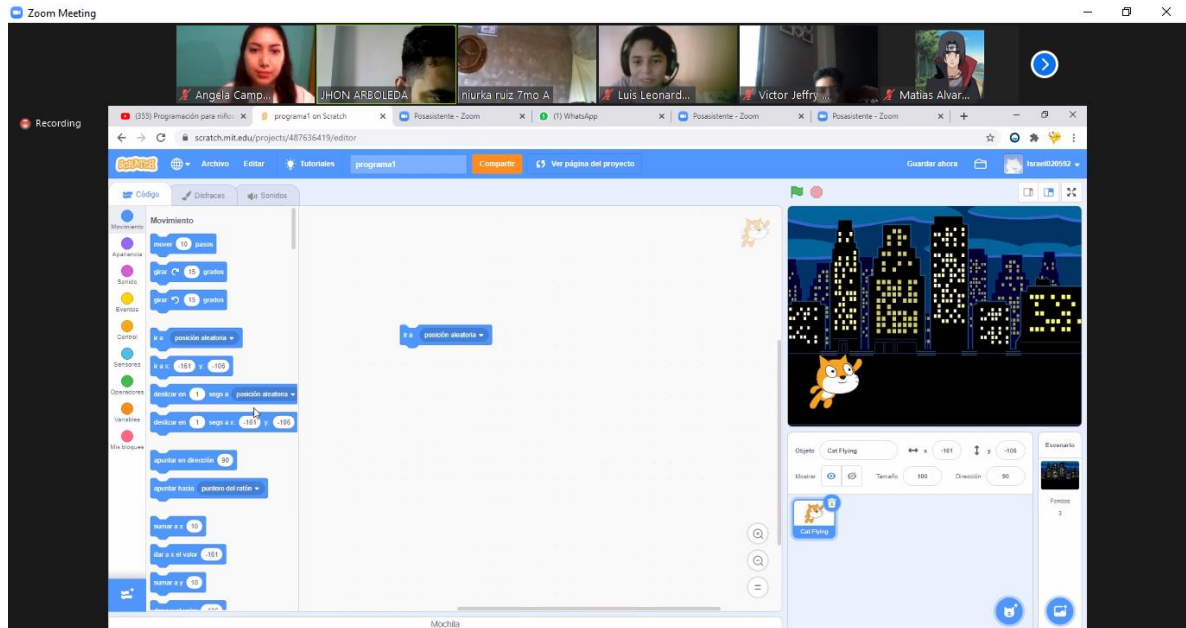 Zoom Meeting
Angela Camp...
JHON ARBOLEDA
niurka ruiz 7mo A
Luis Leonard...
Victor Jeffry ...
Matias Alvar...
Recording
(355) Programación para niños
programa1 on Scratch
Posasistente - Zoom
(1) WhatsApp
Posasistente - Zoom
Posasistente - Zoom
scratch.mit.edu/projects/487636419/editor
SCRATCH
Archivo
Editar
Tutoriales
programa1
Compartir
Ver página del proyecto
Guardar ahora
Israel020592
Código
Disfraces
Sonidos
Movimiento
Apariencia
Sonido
Eventos
Control
Sensores
Operadores
Variables
Mis bloques
Movimiento
mover 10 pasos
girar 15 grados
girar 15 grados
ir a posición aleatoria
ir a x: -161 y: -106
deslizar en 1 segs a posición aleatoria
deslizar en 1 segs a x: -161 y: -106
apuntar en dirección 90
apuntar hacia puntero del ratón
sumar a x 10
dar a x el valor -161
sumar a y 10
ir a posición aleatoria
Mochila
Objeto Cat Flying x -161 y -106
Mostrar Tamaño 100 Dirección 90
Cat Flying
Escenario
Fondos
3